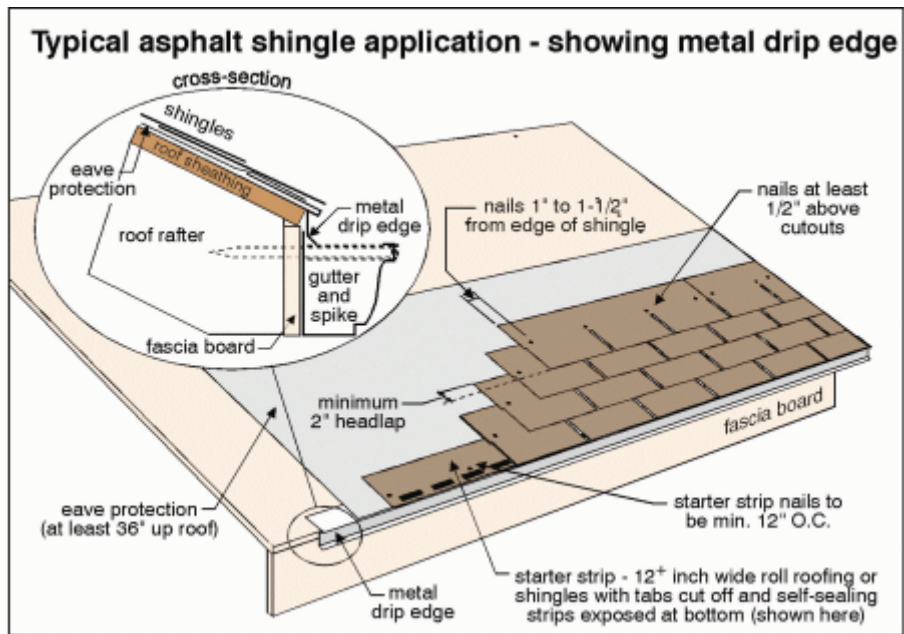 Typical asphalt shingle application - showing metal drip edge
cross-section
shingles
roof sheathing
eave
protection
roof rafter
metal
drip edge
gutter
and
spike
fascia board
nails 1" to 1-1/2"
from edge of shingle
nails at least
1/2" above
cutouts
minimum
2" headlap
fascia board
eave protection
(at least 36" up roof)
starter strip nails to
be min. 12" O.C.
metal
drip edge
starter strip - 12+ inch wide roll roofing or
shingles with tabs cut off and self-sealing
strips exposed at bottom (shown here)